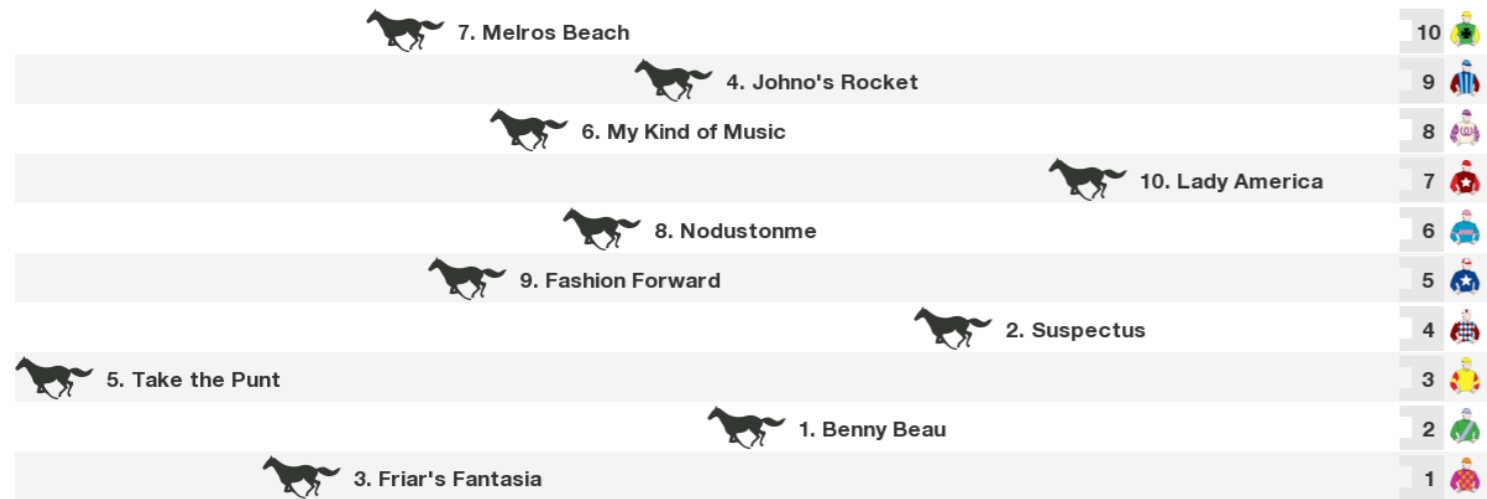 7. Melros Beach 10
4. Johno's Rocket 9
6. My Kind of Music 8
10. Lady America 7
8. Nodustonme 6
9. Fashion Forward 5
2. Suspectus 4
5. Take the Punt 3
1. Benny Beau 2
3. Friar's Fantasia 1